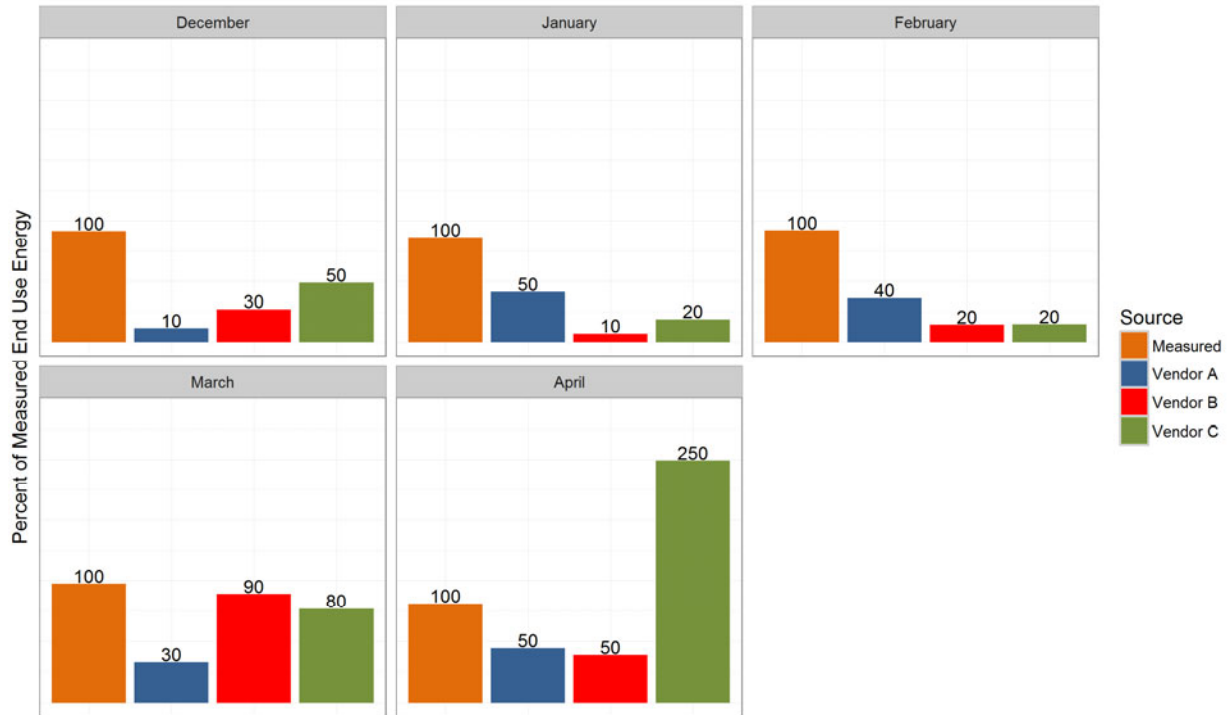 Percent of Measured End Use Energy
December
100
10
30
50
January
100
50
10
20
February
100
40
20
20
March
100
30
90
80
April
100
50
50
250
Source
Measured
Vendor A
Vendor B
Vendor C